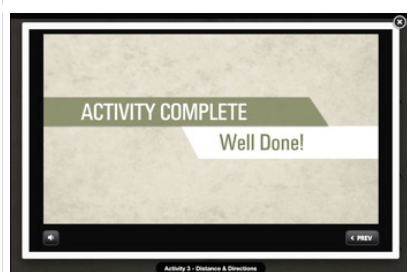 ACTIVITY COMPLETE
Well Done!
< PREV
Activity 3 - Distance & Directions